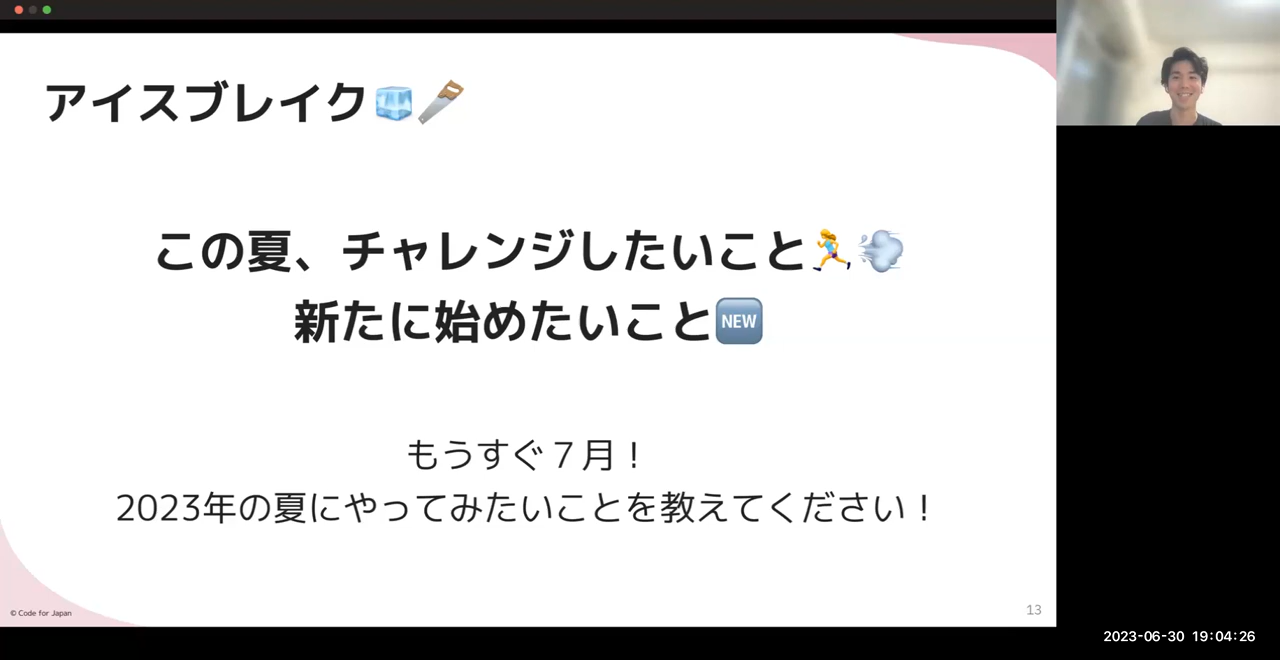 アイスブレイク🧊🪚
この夏、チャレンジしたいこと🏃‍♀️💨
新たに始めたいこと🆕
もうすぐ7月!
2023年の夏にやってみたいことを教えてください!
© Code for Japan
13
2023-06-30 19:04:26